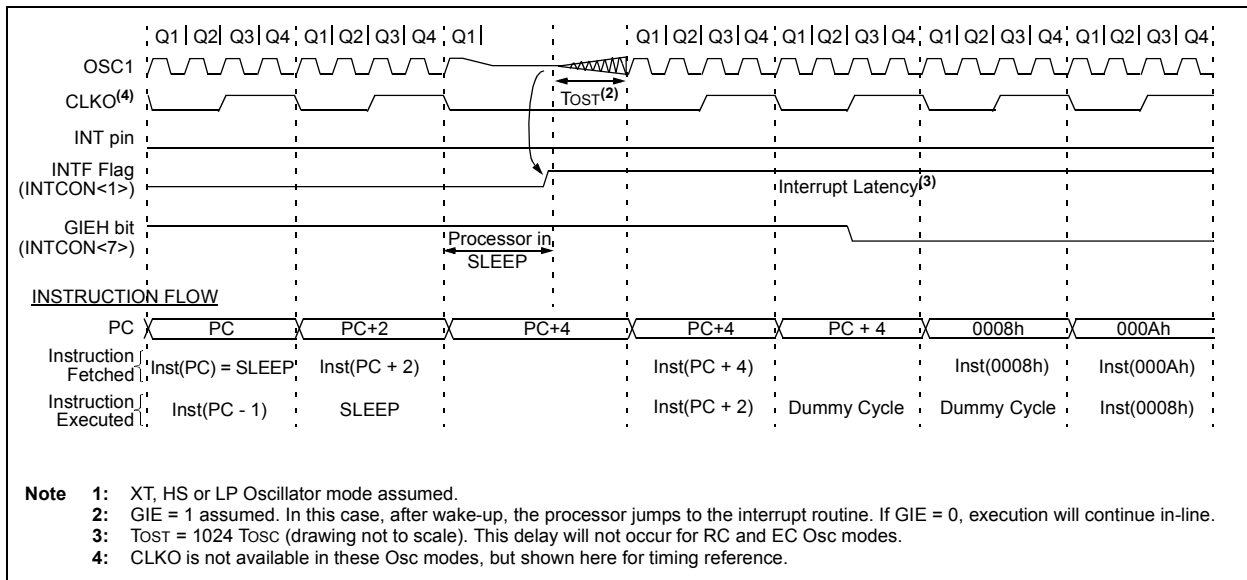 Q1 | Q2 | Q3 | Q4 | Q1 | Q2 | Q3 | Q4 | Q1 | Q1 | Q2 | Q3 | Q4 | Q1 | Q2 | Q3 | Q4 | Q1 | Q2 | Q3 | Q4 | Q1 | Q2 | Q3 | Q4
OSC1
CLKO(4) TOST(2)
INT pin
INTF Flag
(INTCON<1>) Interrupt Latency(3)
GIEH bit
(INTCON<7>) Processor in
SLEEP
INSTRUCTION FLOW
PC PC PC+2 PC+4 PC+4 PC + 4 0008h 000Ah
Instruction
Fetched Inst(PC) = SLEEP Inst(PC + 2) Inst(PC + 4) Inst(0008h) Inst(000Ah)
Instruction
Executed Inst(PC - 1) SLEEP Inst(PC + 2) Dummy Cycle Dummy Cycle Inst(0008h)
Note 1: XT, HS or LP Oscillator mode assumed.
2: GIE = 1 assumed. In this case, after wake-up, the processor jumps to the interrupt routine. If GIE = 0, execution will continue in-line.
3: TOST = 1024 TOSC (drawing not to scale). This delay will not occur for RC and EC Osc modes.
4: CLKO is not available in these Osc modes, but shown here for timing reference.